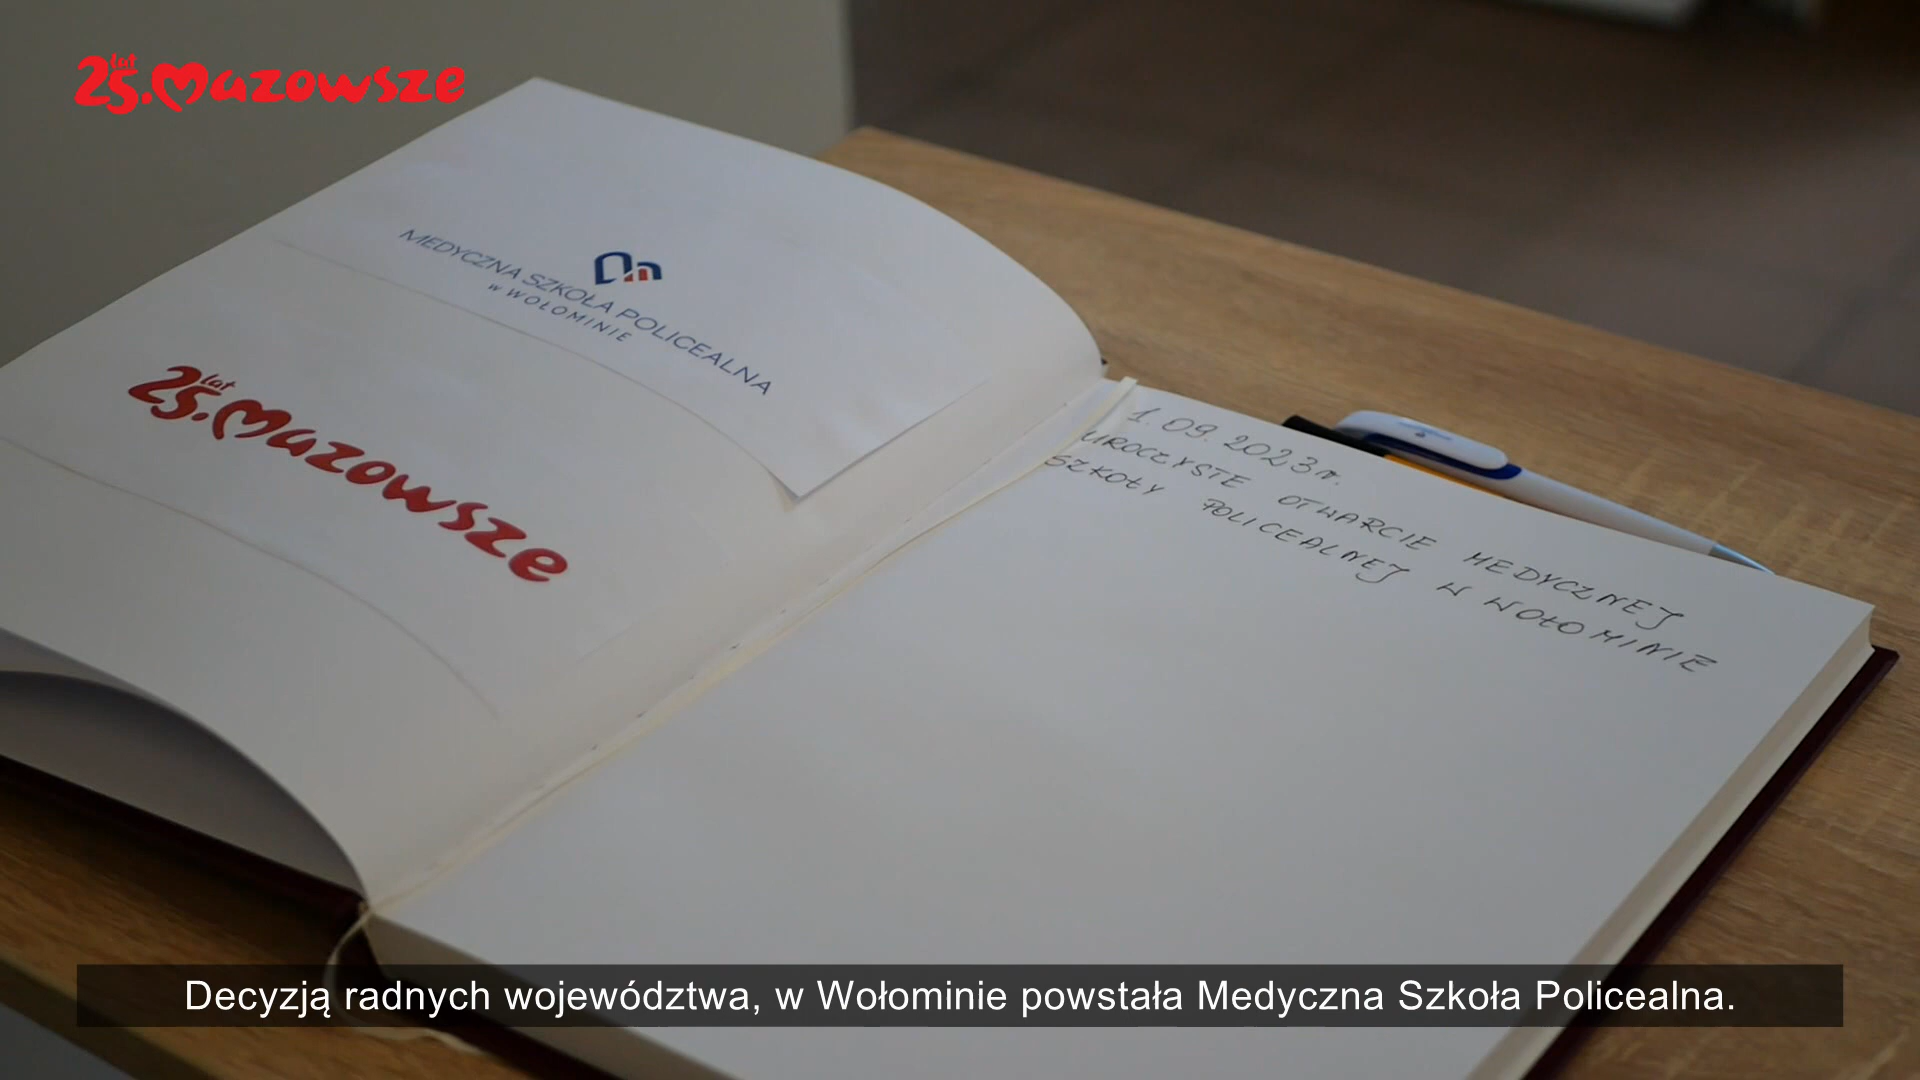 25 lat. Mazowsze
MEDYCZNA SZKOŁA POLICEALNA
w WOŁOMINIE
25 lat. Mazowsze
1.09.2023r.
UROCZYSTE OTWARCIE MEDYCZNEJ
SZKOŁY POLICEALNEJ W WOŁOMINIE
Decyzją radnych województwa, w Wołominie powstała Medyczna Szkoła Policealna.